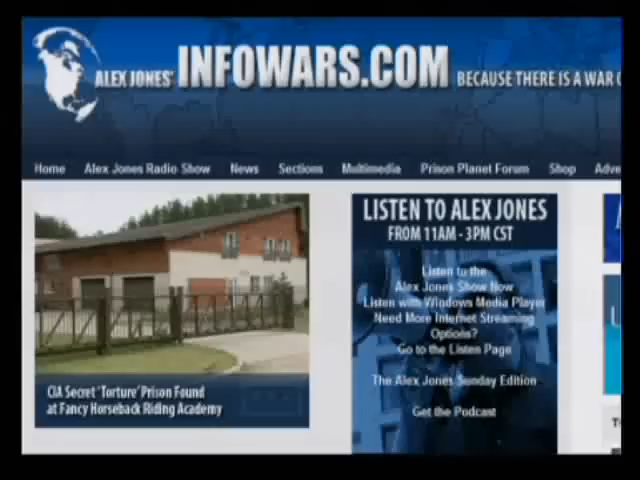 ALEX JONES' INFOWARS.COM BECAUSE THERE IS A WAR
Home Alex Jones Radio Show News Sections Multimedia Prison Planet Forum Shop Adve
LISTEN TO ALEX JONES
FROM 11AM - 3PM CST
Listen to the
Alex Jones Show Now
Listen with Windows Media Player
Need More Internet Streaming
Options?
Go to the Listen Page
The Alex Jones Sunday Edition
Get the Podcast
CIA Secret 'Torture' Prison Found
at Fancy Horseback Riding Academy